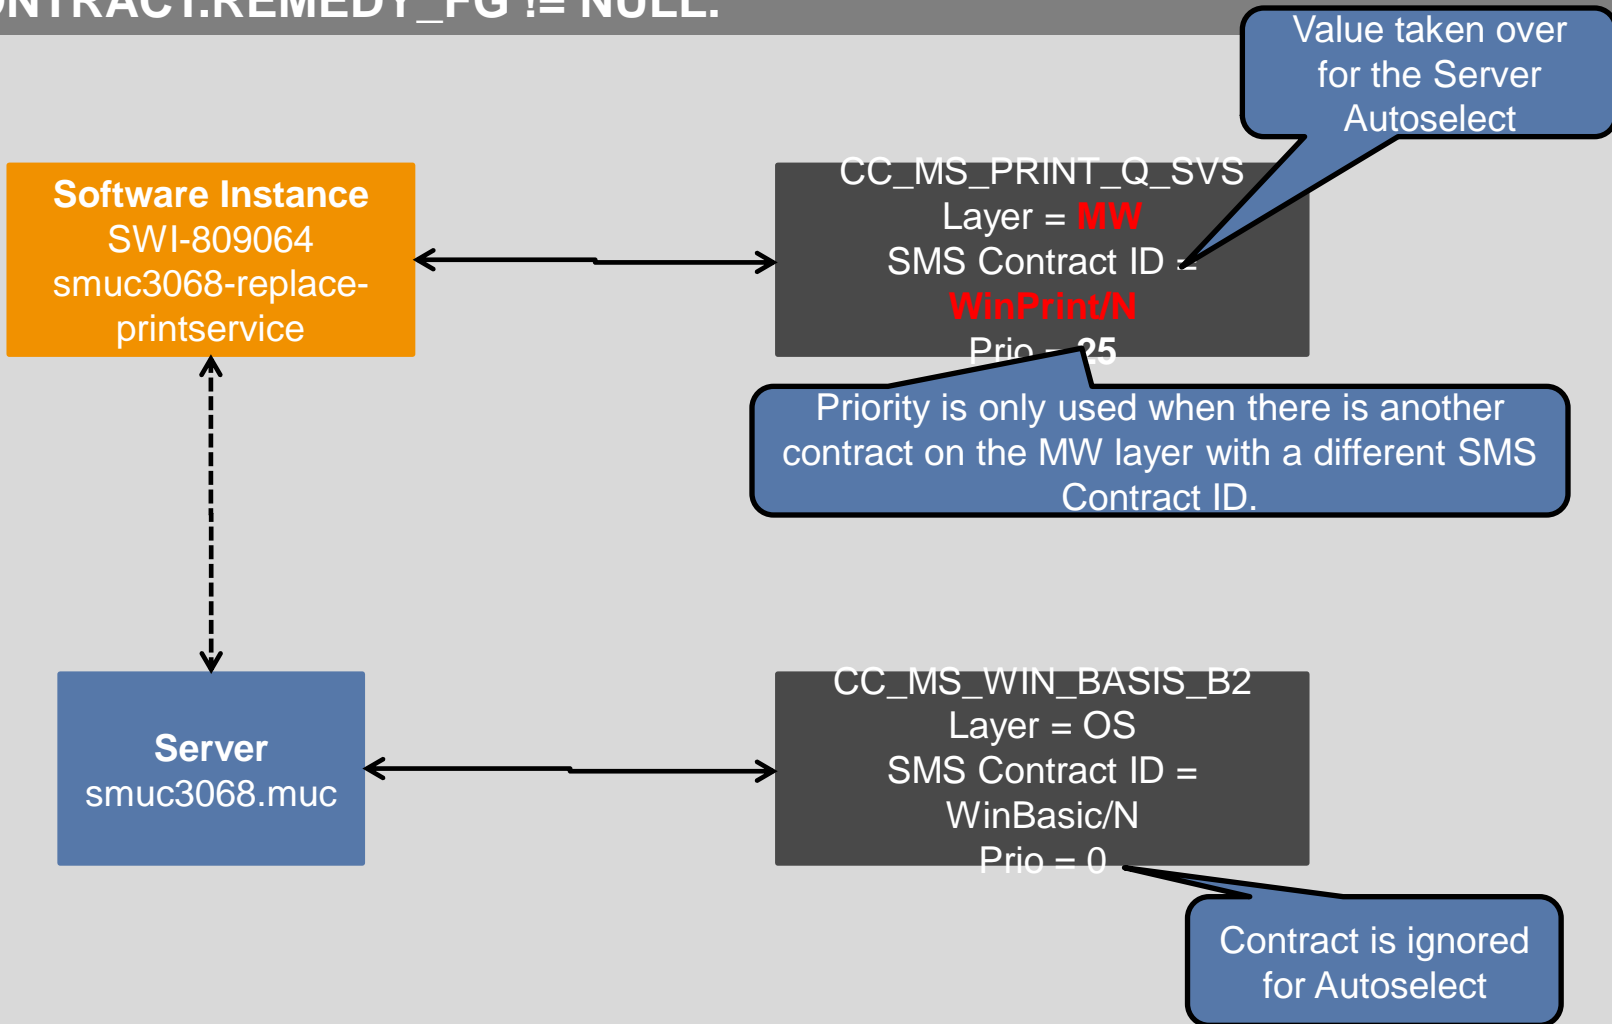 ONTRACT.REMEDY_FG != NULL.
Value taken over
for the Server
Autoselect
Software Instance
SWI-809064
smuc3068-replace-
printservice
CC_MS_PRINT_Q_SVS
Layer = MW
SMS Contract ID =
WinPrint/N
Prio = 25
Priority is only used when there is another
contract on the MW layer with a different SMS
Contract ID.
Server
smuc3068.muc
CC_MS_WIN_BASIS_B2
Layer = OS
SMS Contract ID =
WinBasic/N
Prio = 0
Contract is ignored
for Autoselect